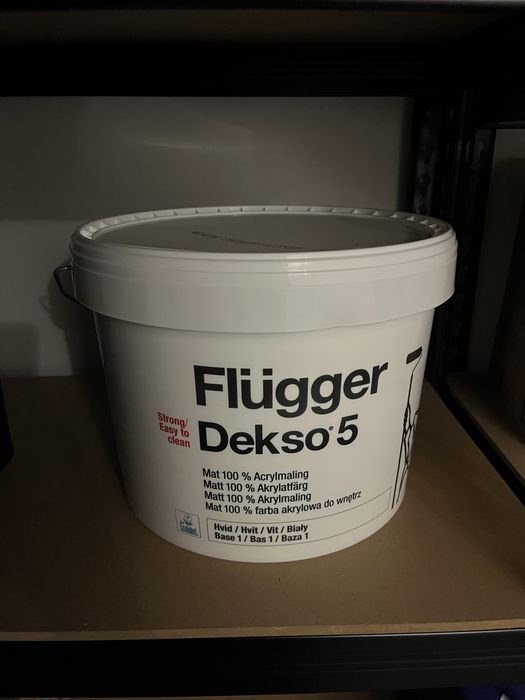 Flügger
Strong/
Easy to
clean
Dekso® 5
Mat 100 % Acrylmaling
Matt 100 % Akrylatfärg
Matt 100 % Akrylmaling
Mat 100 % farba akrylowa do wnętrz
Hvid / Hvit / Vit / Biały
Base 1 / Bas 1 / Baza 1